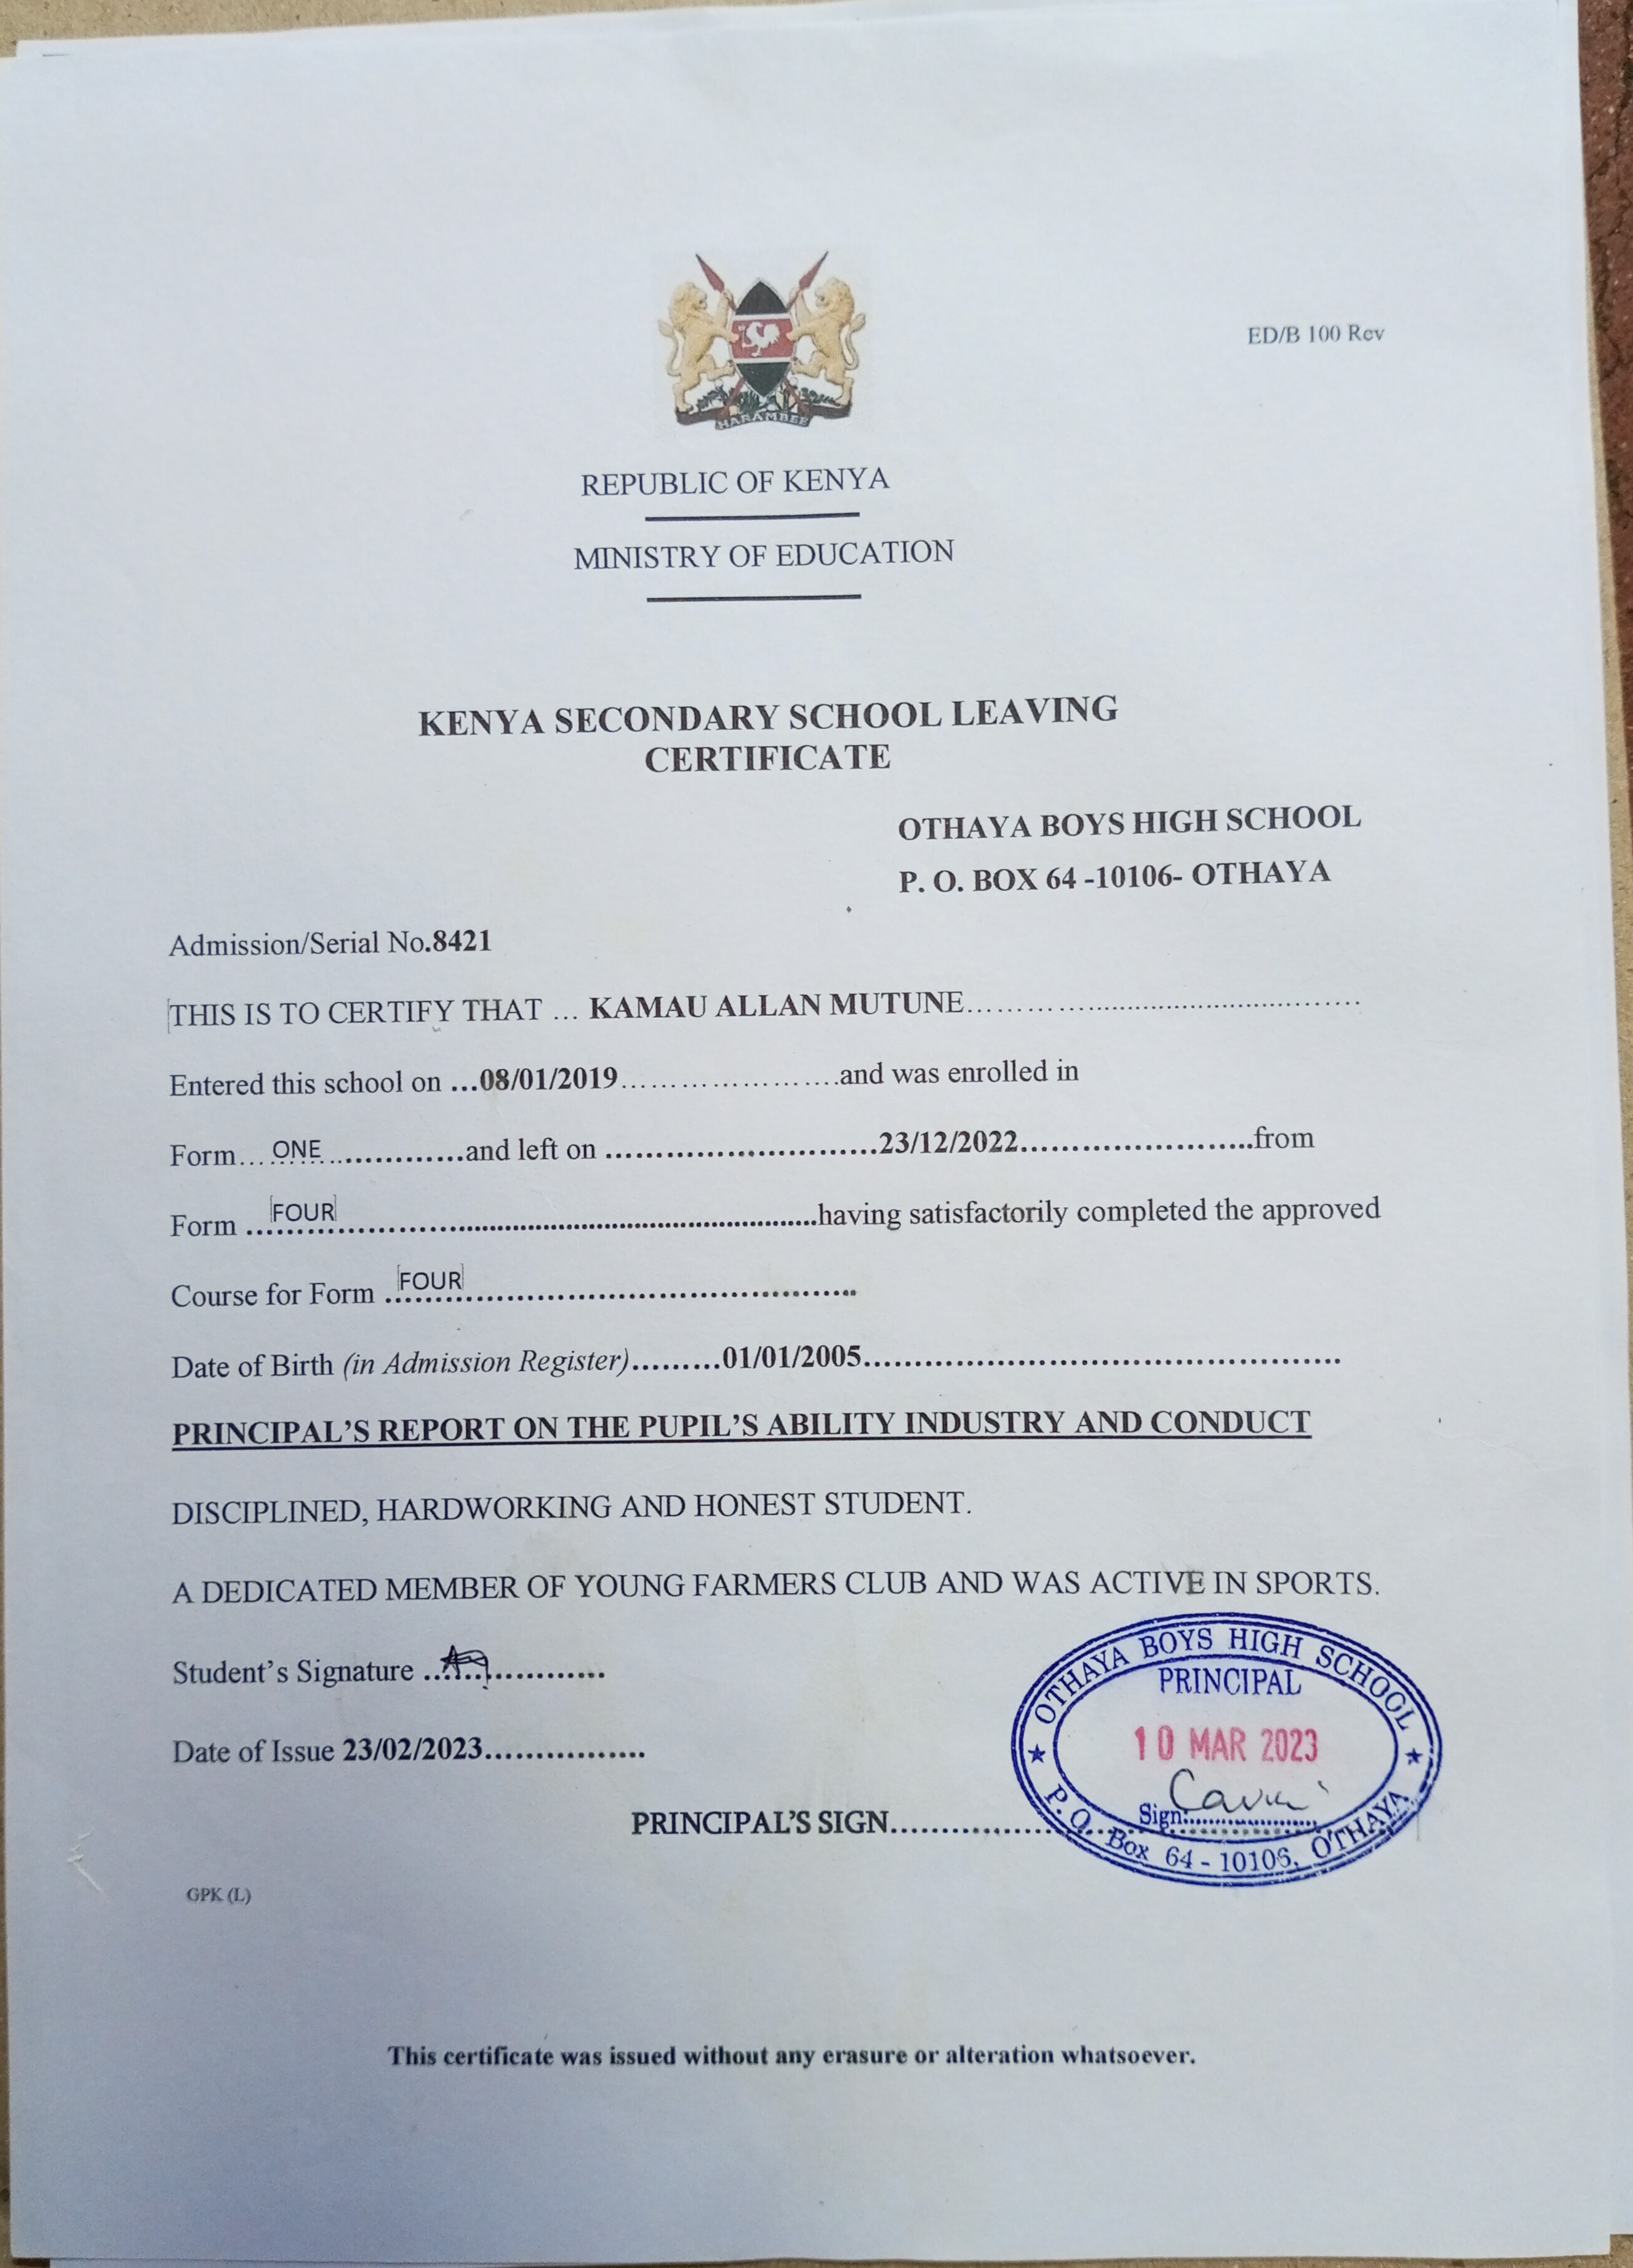 HARAMBEE
ED/B 100 Rev
REPUBLIC OF KENYA
MINISTRY OF EDUCATION
KENYA SECONDARY SCHOOL LEAVING
CERTIFICATE
OTHAYA BOYS HIGH SCHOOL
P. O. BOX 64 -10106- OTHAYA
Admission/Serial No.8421
THIS IS TO CERTIFY THAT ... KAMAU ALLAN MUTUNE..........................................
Entered this school on ...08/01/2019........................and was enrolled in
Form... ONE ................and left on ..............................23/12/2022..........................from
Form ...FOUR............................................................having satisfactorily completed the approved
Course for Form ..FOUR..................................................
Date of Birth (in Admission Register).........01/01/2005....................................................
PRINCIPAL'S REPORT ON THE PUPIL'S ABILITY INDUSTRY AND CONDUCT
DISCIPLINED, HARDWORKING AND HONEST STUDENT.
A DEDICATED MEMBER OF YOUNG FARMERS CLUB AND WAS ACTIVE IN SPORTS.
Student's Signature ....................
Date of Issue 23/02/2023..................
PRINCIPAL'S SIGN....................
OTHAYA BOYS HIGH SCHOOL
PRINCIPAL
10 MAR 2023
Sign:....................
P. O. Box 64 - 10106, OTHAYA
GPK (L)
This certificate was issued without any erasure or alteration whatsoever.